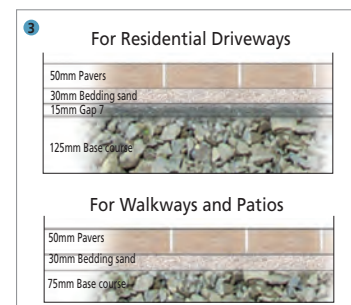 3
For Residential Driveways
50mm Pavers
30mm Bedding sand
15mm Gap 7
125mm Base course
For Walkways and Patios
50mm Pavers
30mm Bedding sand
75mm Base course